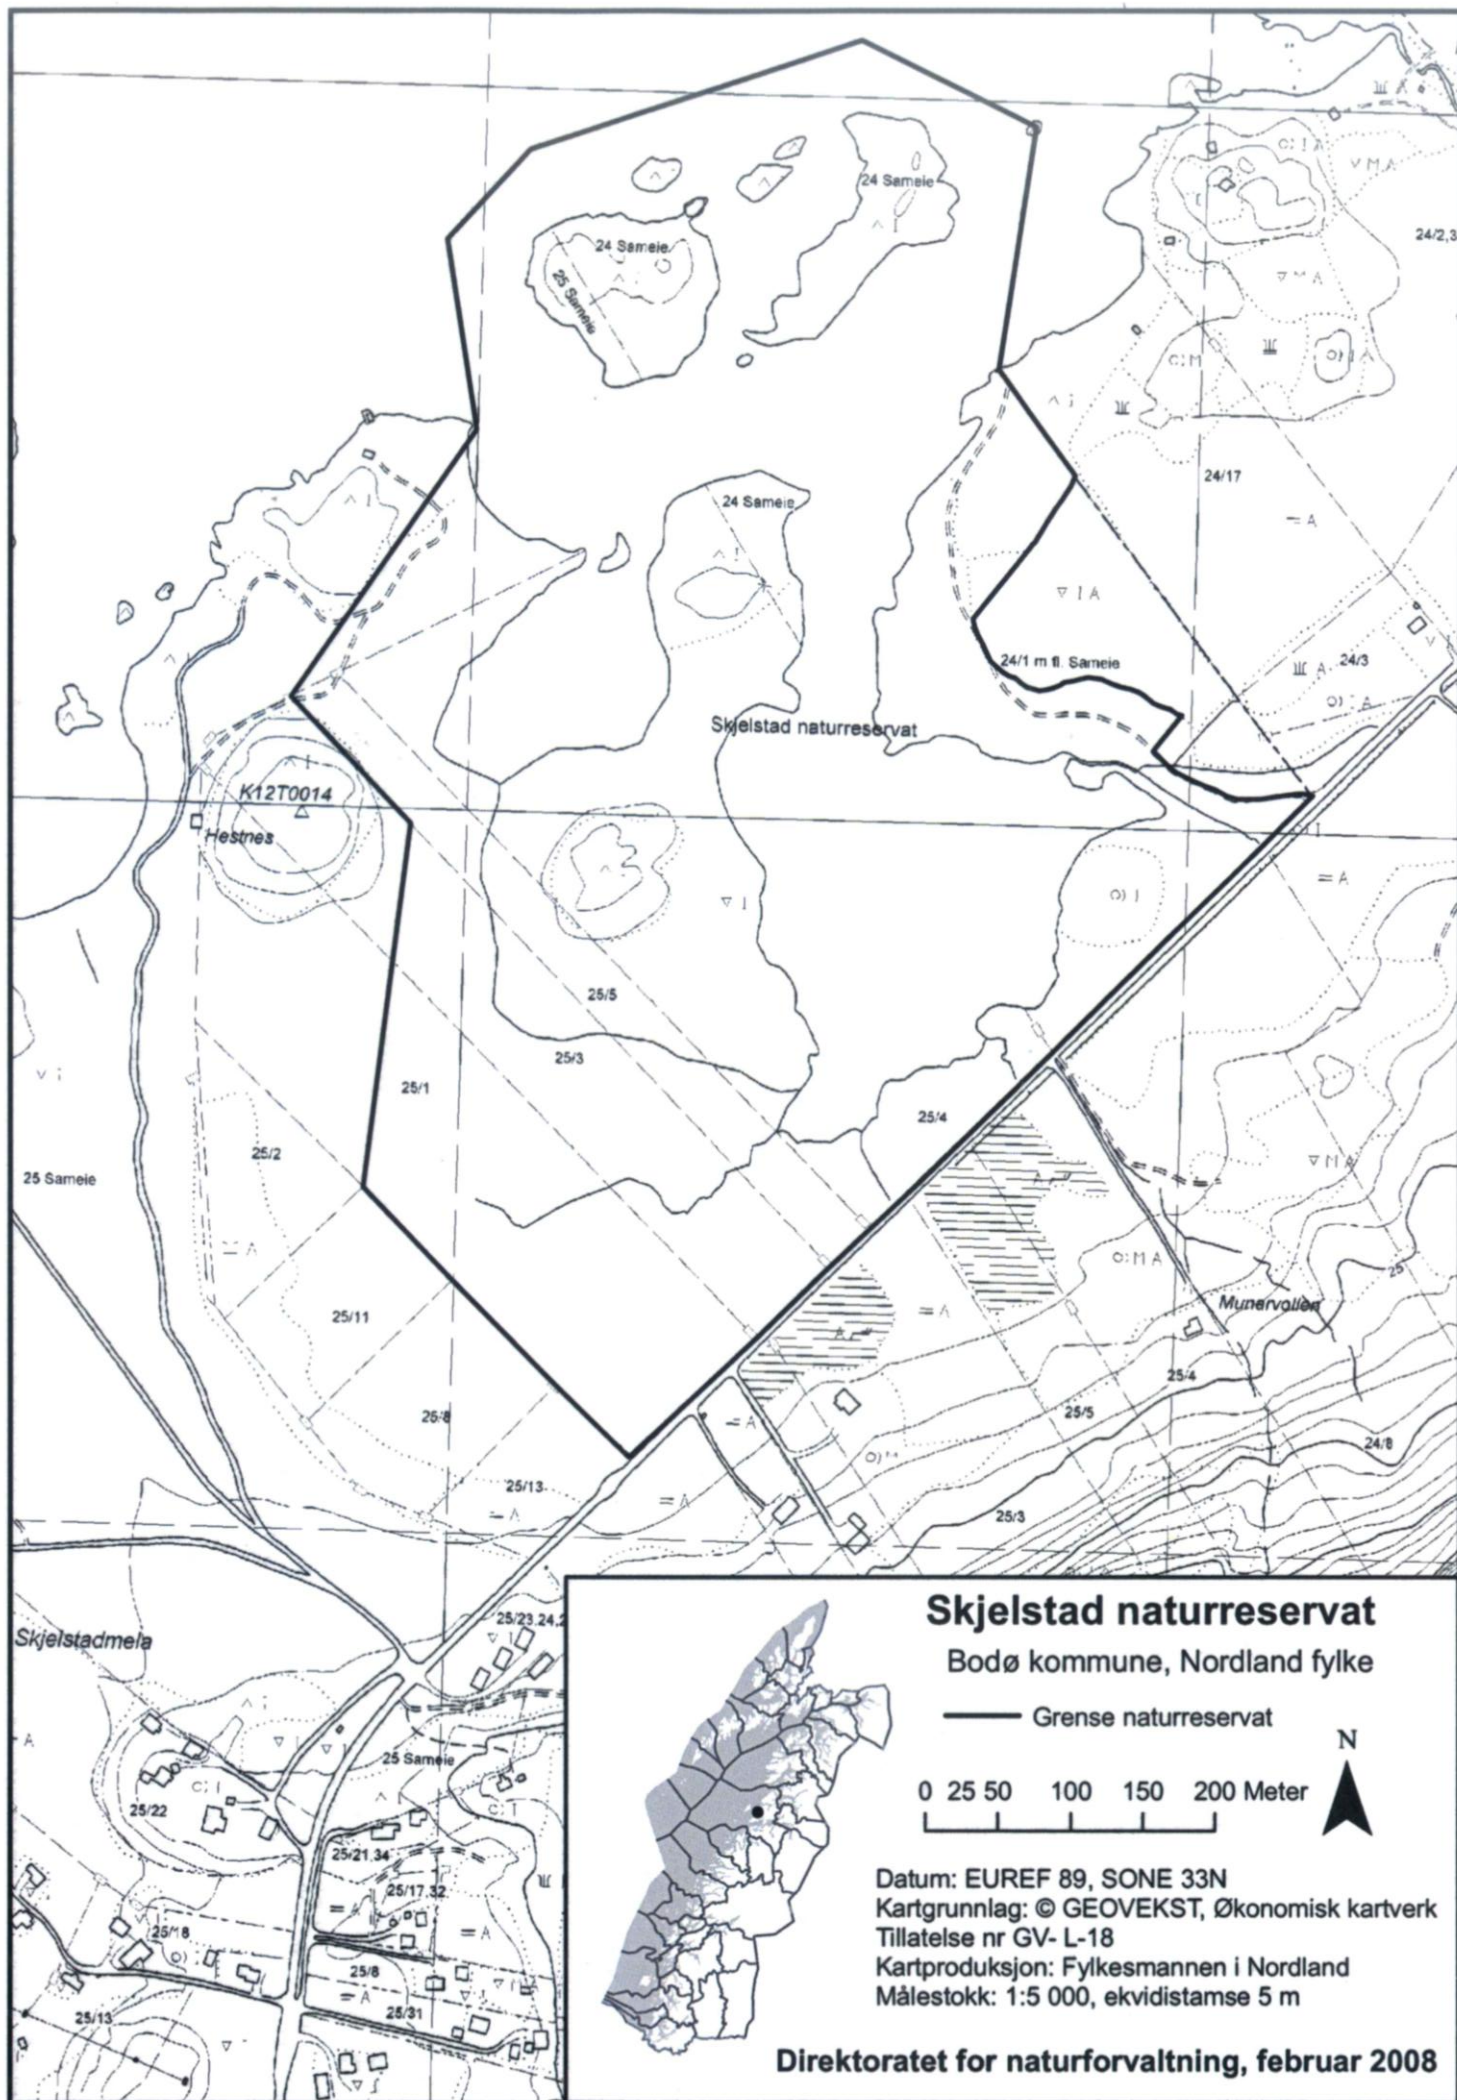 24 Sameie
24 Sameie
25 Sameie
24/2,3
24/17
24 Sameie
= A
▽ I A
24/1 m fl. Sameie
24/3
Skjelstad naturreservat
K12T0014
Hestnes
= A
▽ I
25/5
25/3
25/1
25/4
25/2
25 Sameie
▽ M A
O: M A
25
Munervollen
= A
25/11
25/4
25/5
25/8
= A
24/8
25/13
= A
= A
25/3
25/23,24,2
Skjelstadmela
25 Sameie
25/22
25/21,34
25/17,32
= A
= A
25/18
25/8
= A
25/31
25/13
Skjelstad naturreservat
Bodø kommune, Nordland fylke
Grense naturreservat
N
0 25 50 100 150 200 Meter
Datum: EUREF 89, SONE 33N
Kartgrunnlag: © GEOVEKST, Økonomisk kartverk
Tillatelse nr GV- L-18
Kartproduksjon: Fylkesmannen i Nordland
Målestokk: 1:5 000, ekvidistamse 5 m
Direktoratet for naturforvaltning, februar 2008